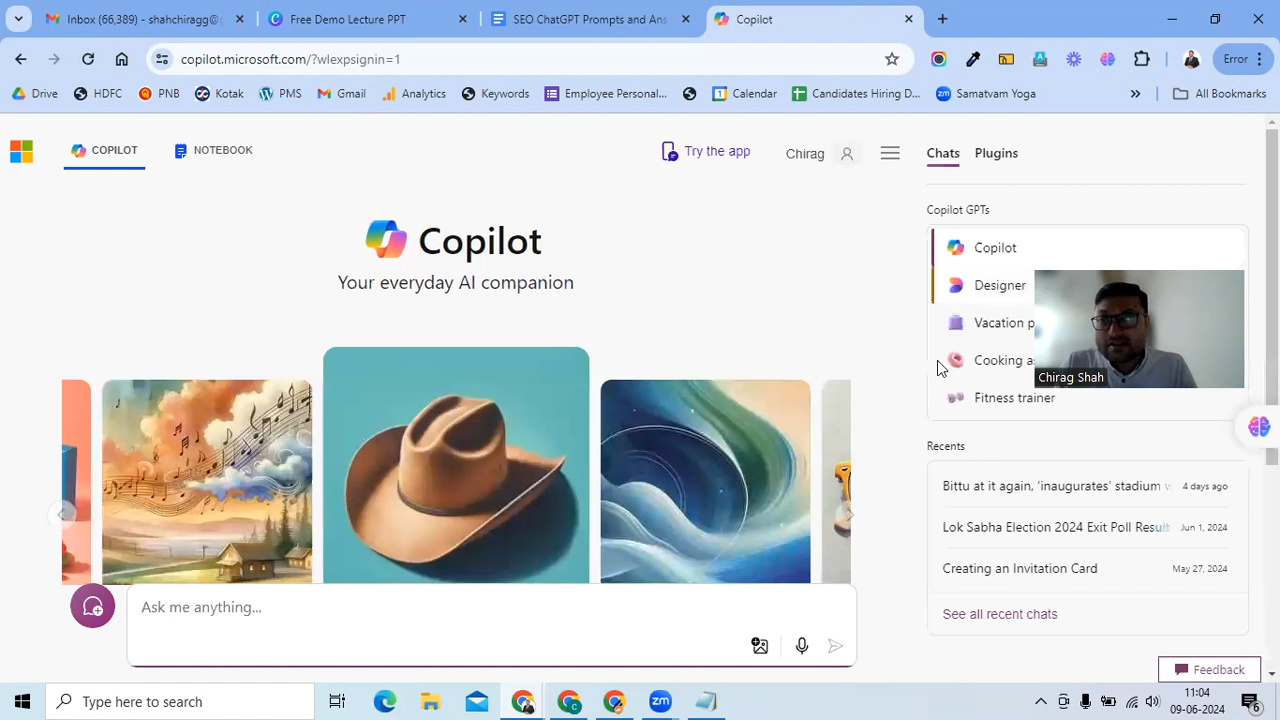 Inbox (66,389) - shahchiragg@
Free Demo Lecture PPT
SEO ChatGPT Prompts and Ans
Copilot
copilot.microsoft.com/?wlexpsignin=1
Error
Drive
HDFC
PNB
Kotak
PMS
Gmail
Analytics
Keywords
Employee Personal...
Calendar
Candidates Hiring D...
Samatvam Yoga
All Bookmarks
COPILOT
NOTEBOOK
Try the app
Chirag
Chats
Plugins
Copilot
Your everyday AI companion
Copilot GPTs
Copilot
Designer
Vacation p
Cooking as
Fitness trainer
Chirag Shah
Recents
Bittu at it again, ‘inaugurates’ stadium
4 days ago
Lok Sabha Election 2024 Exit Poll Result
Jun 1, 2024
Creating an Invitation Card
May 27, 2024
See all recent chats
Ask me anything...
Feedback
Type here to search
zm
11:04
09-06-2024
6